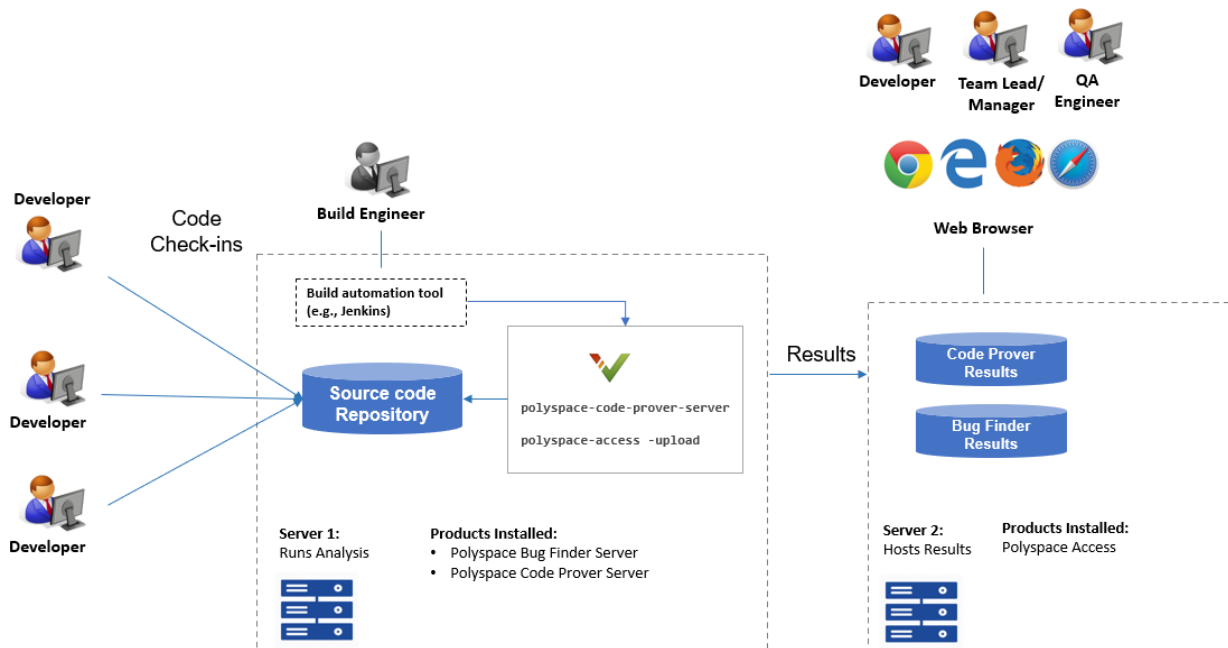 Developer
Team Lead/
Manager
QA
Engineer
Web Browser
Build Engineer
Developer
Code
Check-ins
Developer
Developer
Build automation tool
(e.g., Jenkins)
Source code
Repository
polyspace-code-prover-server
polyspace-access -upload
Results
Code Prover
Results
Bug Finder
Results
Server 1:
Runs Analysis
Products Installed:
• Polyspace Bug Finder Server
• Polyspace Code Prover Server
Server 2:
Hosts Results
Products Installed:
Polyspace Access